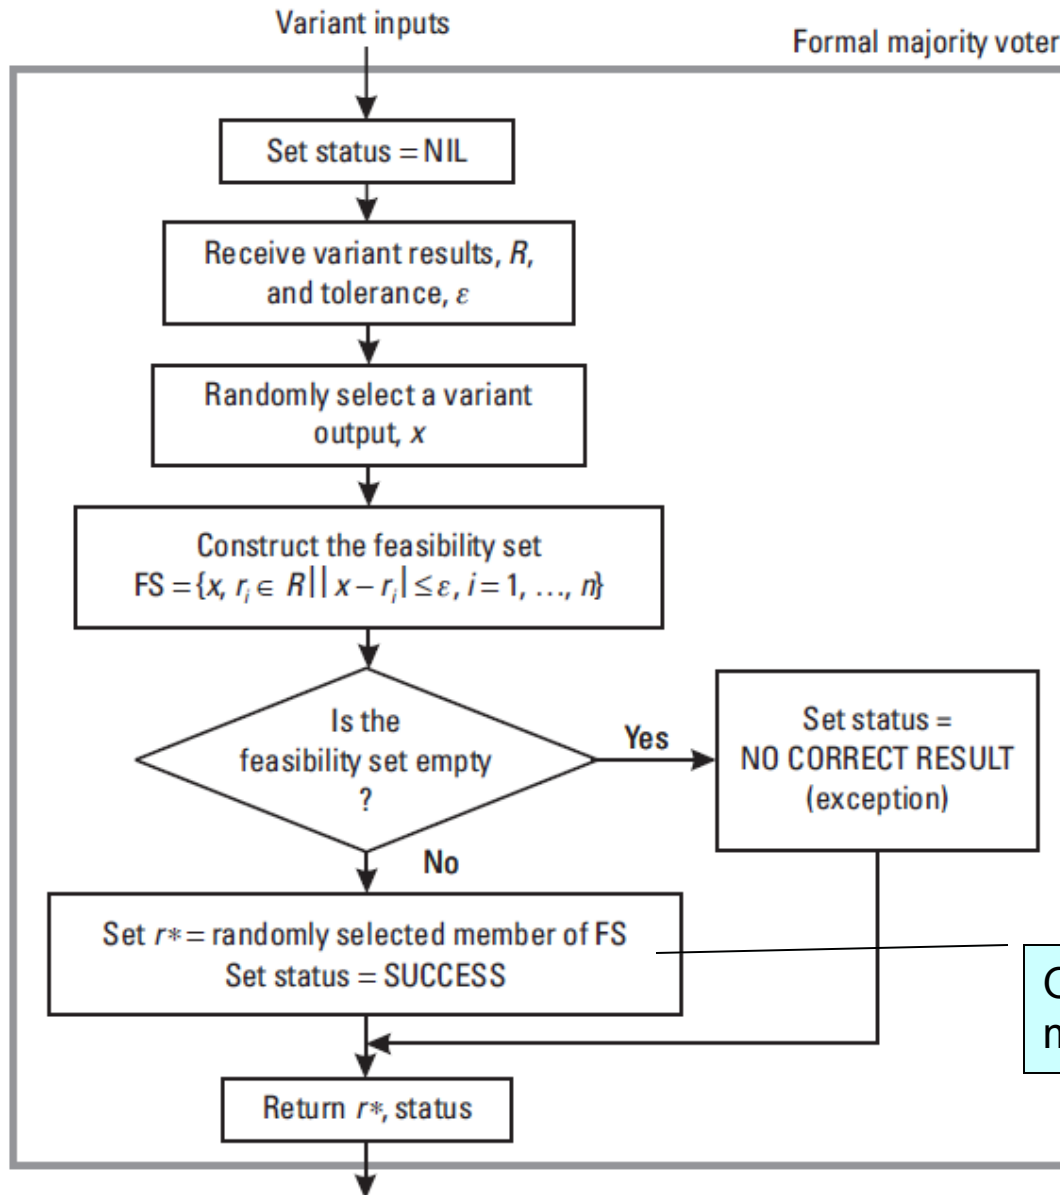 Variant inputs
Formal majority voter
Set status = NIL
Receive variant results, R,
and tolerance, ε
Randomly select a variant
output, x
Construct the feasibility set
FS = {x, rᵢ ∈ R || x – rᵢ| ≤ ε, i = 1, …, n}
Is the
feasibility set empty
?
Yes
Set status =
NO CORRECT RESULT
(exception)
No
Set r* = randomly selected member of FS
Set status = SUCCESS
Return r*, status